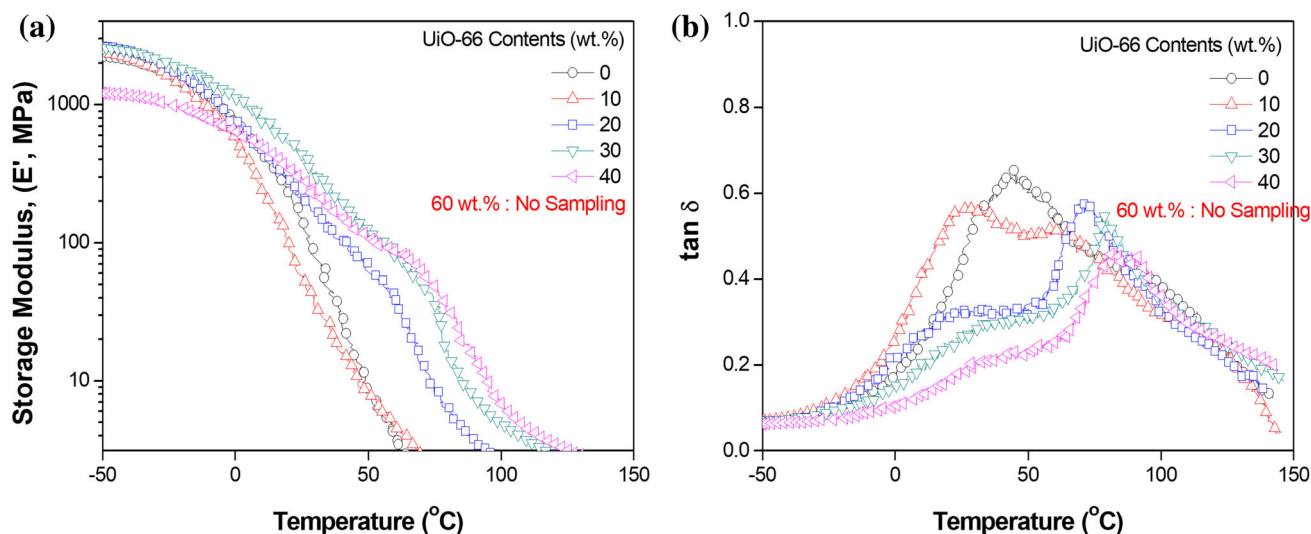 (a)
UiO-66 Contents (wt.%)
0
10
20
30
40
60 wt.% : No Sampling
1000
100
10
-50
0
50
100
150
Storage Modulus, (E', MPa)
Temperature (°C)
(b)
UiO-66 Contents (wt.%)
0
10
20
30
40
60 wt.% : No Sampling
1.0
0.8
0.6
0.4
0.2
0.0
-50
0
50
100
150
tan δ
Temperature (°C)